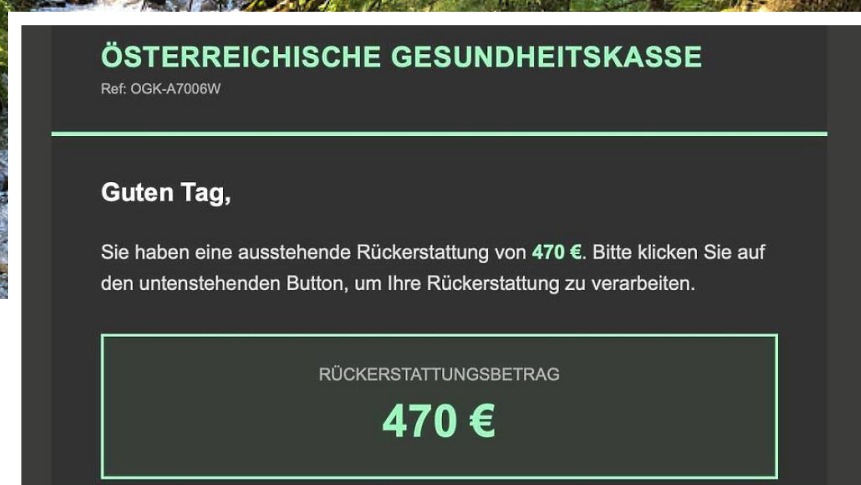 ÖSTERREICHISCHE GESUNDHEITSKASSE
Ref: OGK-A7006W
Guten Tag,
Sie haben eine ausstehende Rückerstattung von 470 €. Bitte klicken Sie auf
den untenstehenden Button, um Ihre Rückerstattung zu verarbeiten.
RÜCKERSTATTUNGSBETRAG
470 €